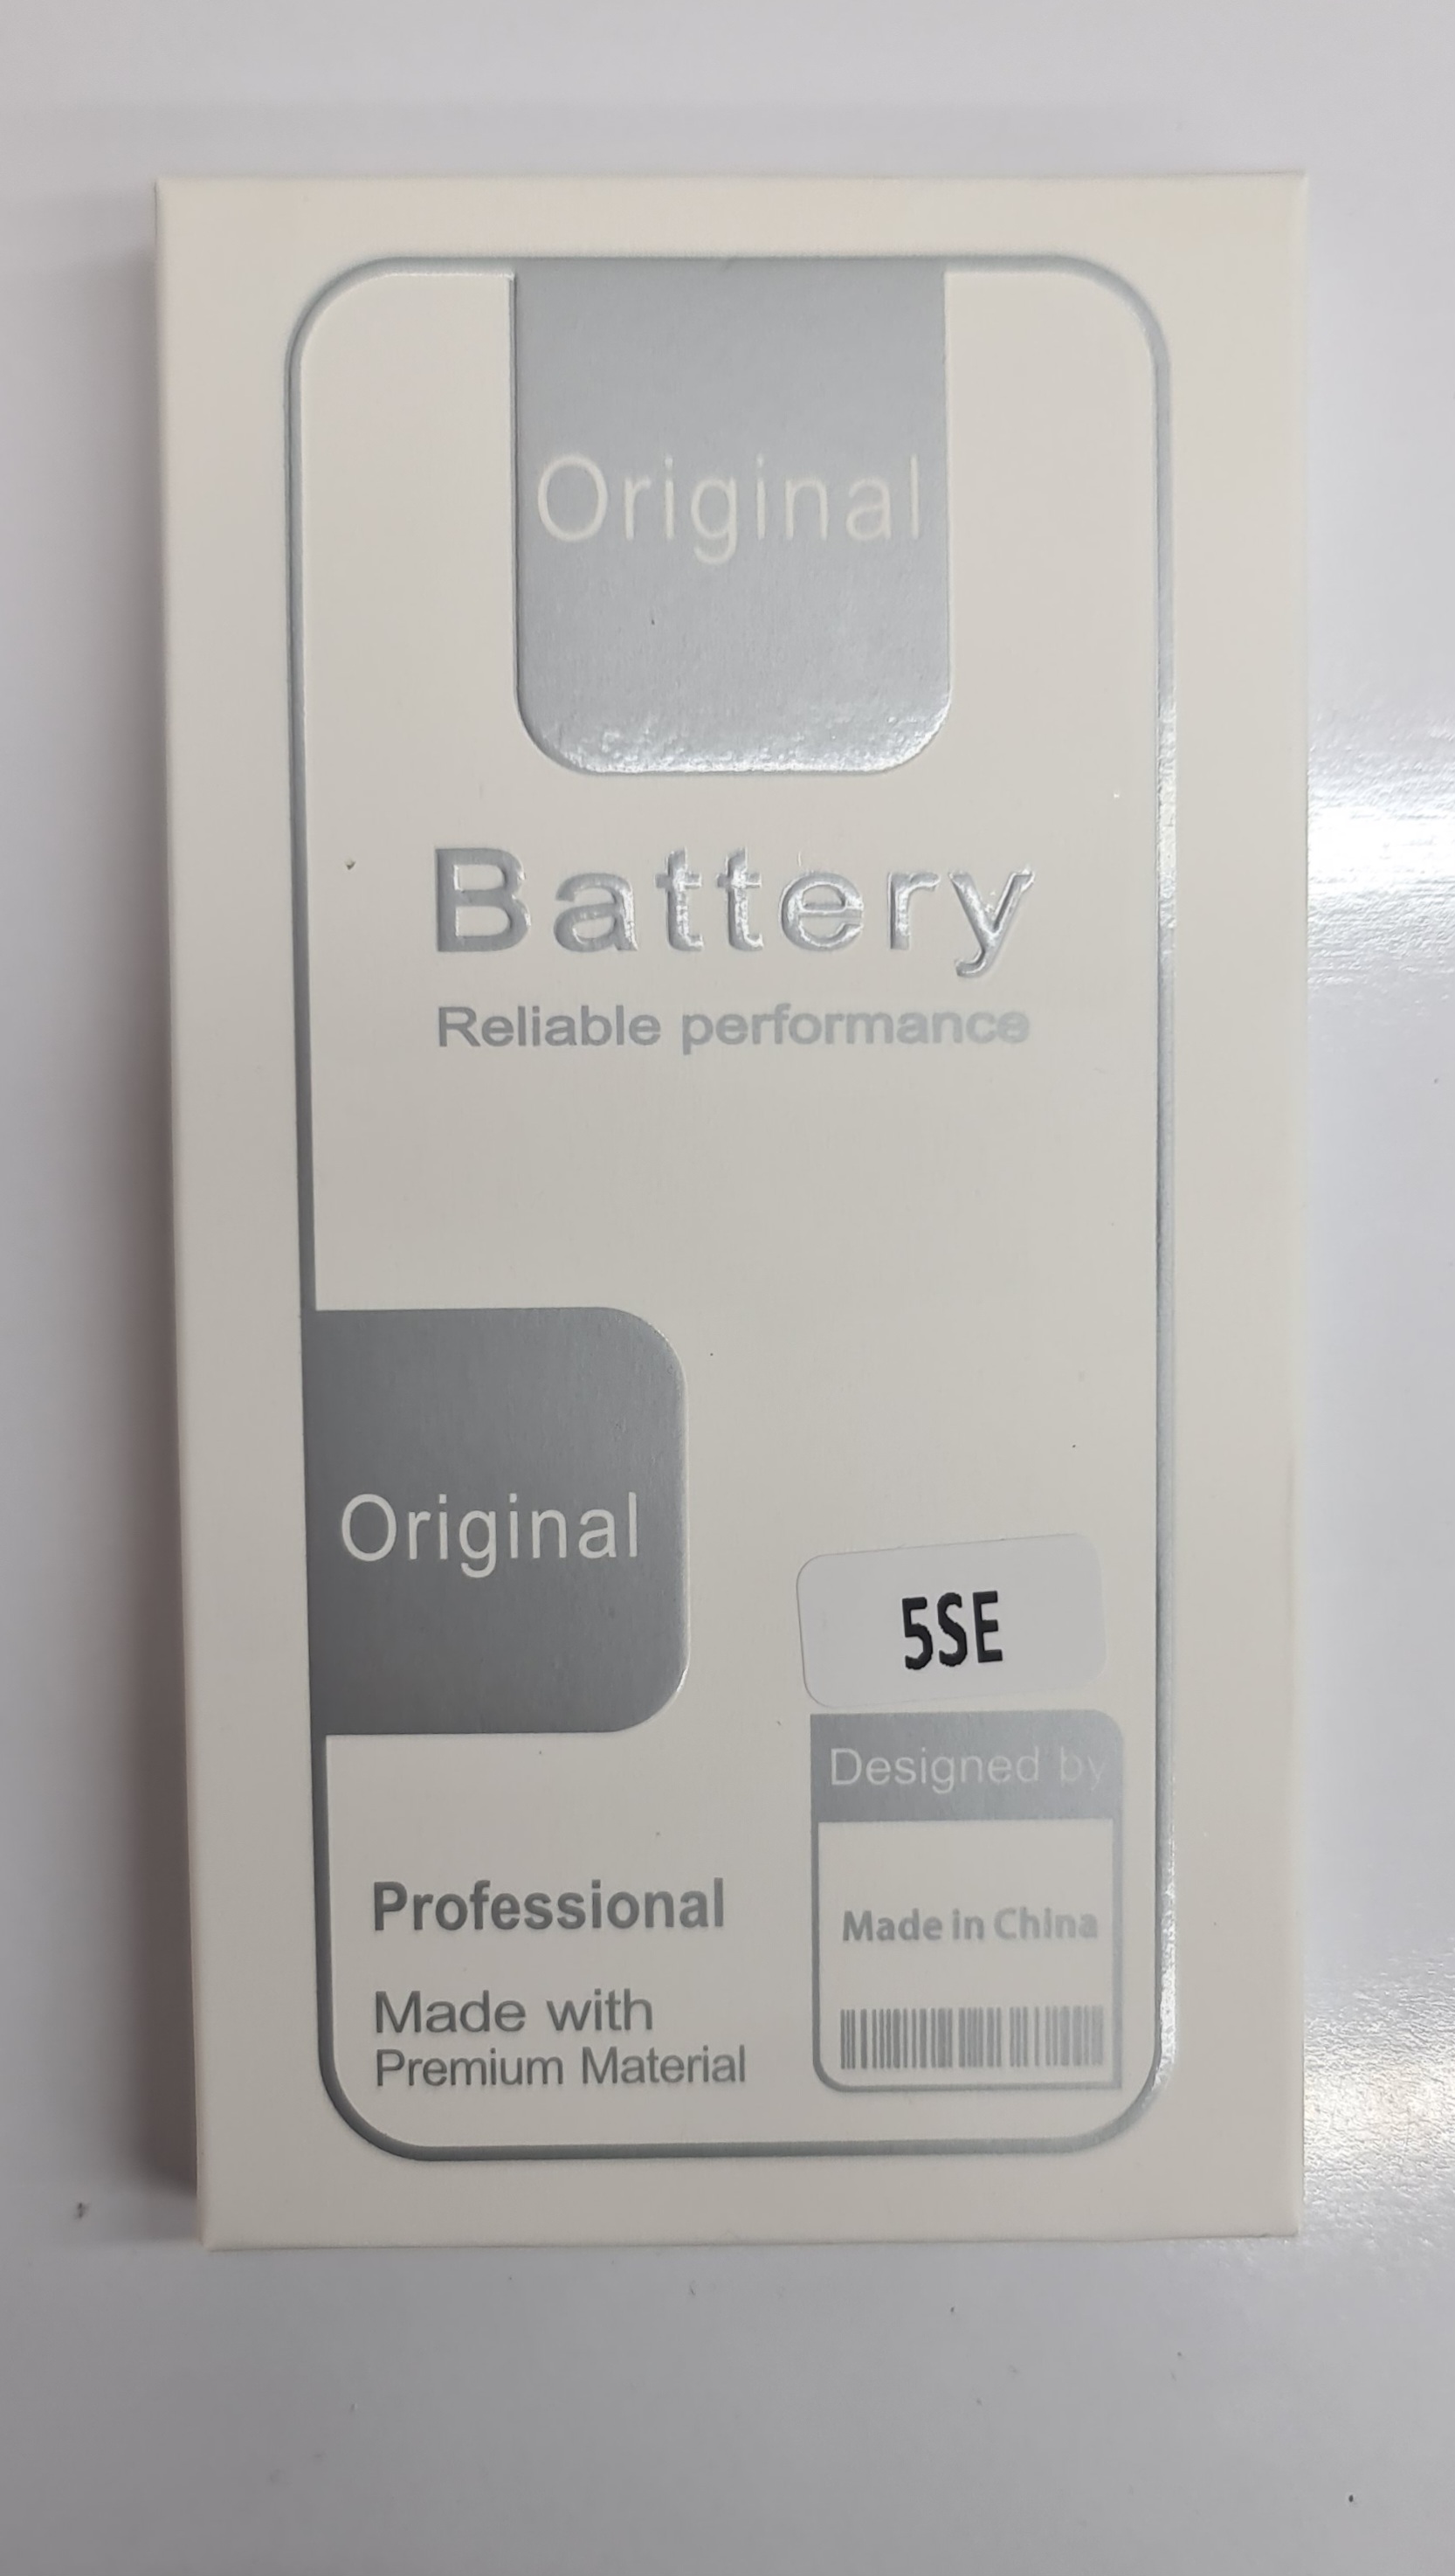 Original
Battery
Reliable performance
Original
5SE
Designed by
Made in China
Professional
Made with
Premium Material